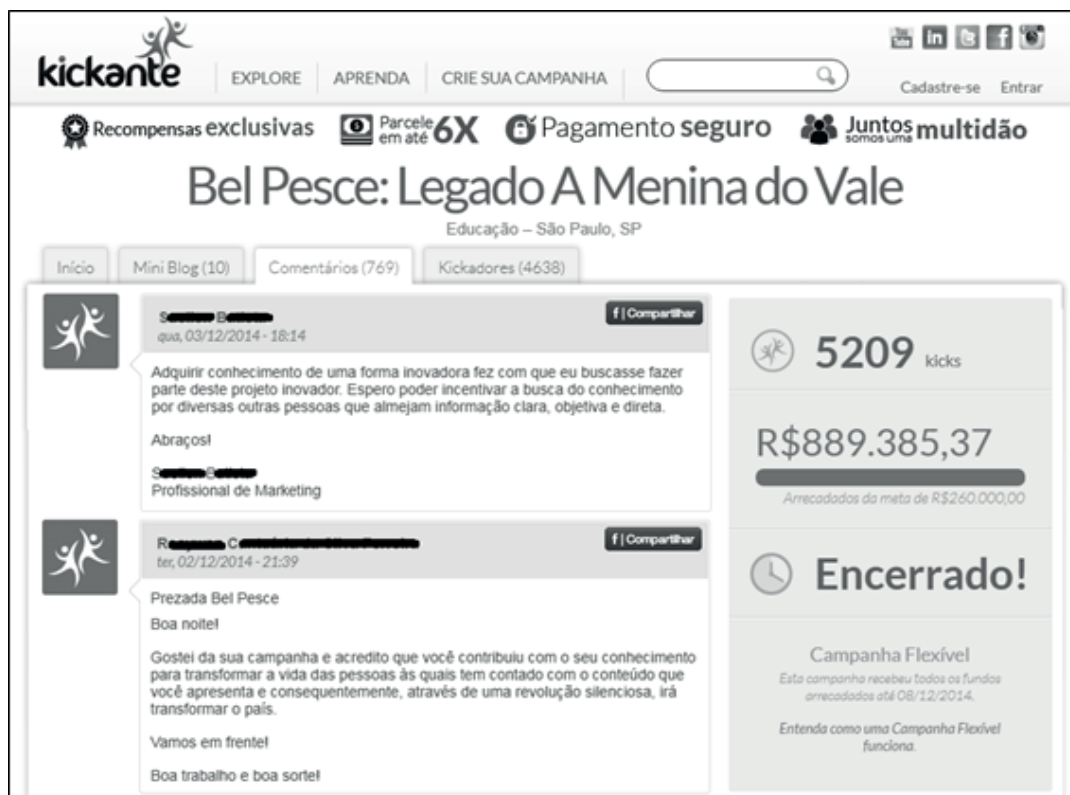 kickante
EXPLORE
APRENDA
CRIE SUA CAMPANHA
Cadastre-se Entrar
Recompensas exclusivas
Parcele
em até 6X
Pagamento seguro
Juntos
somos uma multidão
Bel Pesce: Legado A Menina do Vale
Educação – São Paulo, SP
Início
Mini Blog (10)
Comentários (769)
Kickadores (4638)
f | Compartilhar
qua, 03/12/2014 - 18:14
Adquirir conhecimento de uma forma inovadora fez com que eu buscasse fazer
parte deste projeto inovador. Espero poder incentivar a busca do conhecimento
por diversas outras pessoas que almejam informação clara, objetiva e direta.
Abraços!
Profissional de Marketing
f | Compartilhar
ter, 02/12/2014 - 21:39
Prezada Bel Pesce
Boa noite!
Gostei da sua campanha e acredito que você contribuiu com o seu conhecimento
para transformar a vida das pessoas às quais tem contado com o conteúdo que
você apresenta e consequentemente, através de uma revolução silenciosa, irá
transformar o país.
Vamos em frente!
Boa trabalho e boa sorte!
5209 kicks
R$889.385,37
Arrecadados da meta de R$260.000,00
Encerrado!
Campanha Flexível
Esta campanha recebeu todos os fundos
arrecadados até 08/12/2014.
Entenda como uma Campanha Flexível
funciona.